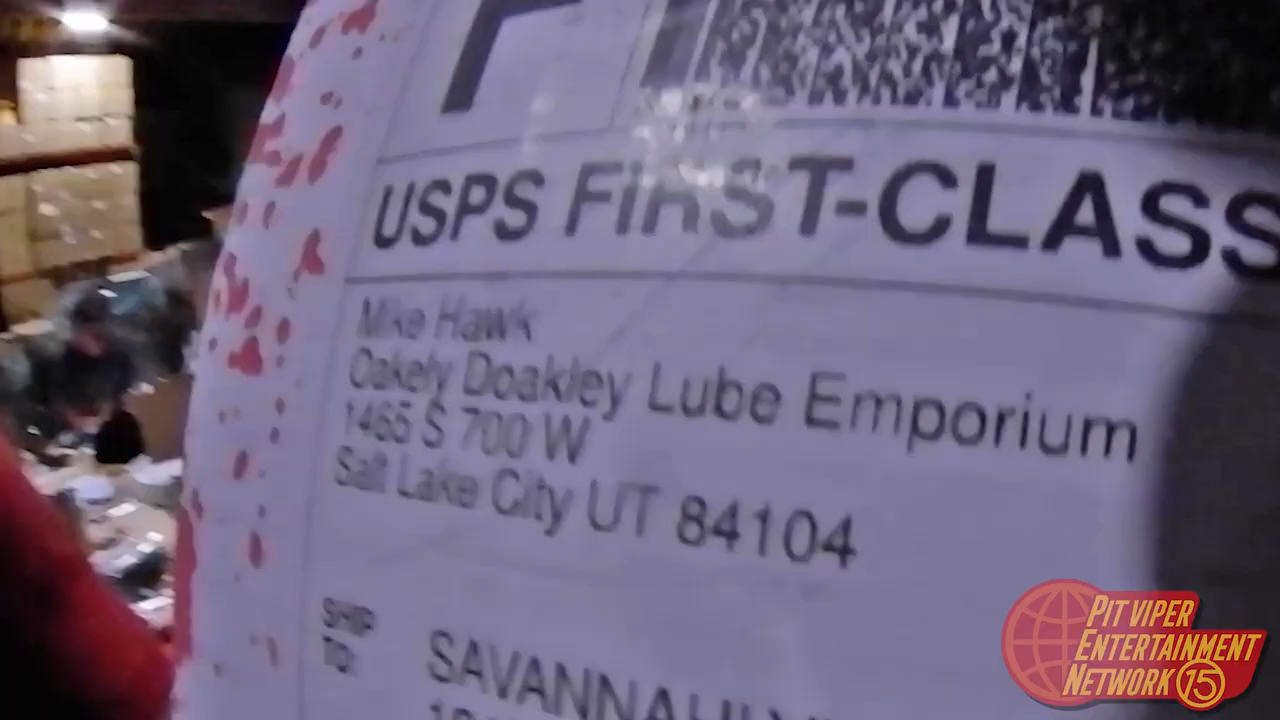 F
USPS FIRST-CLASS
Mike Hawk
Oakely Doakley Lube Emporium
1465 S 700 W
Salt Lake City UT 84104
SHIP
TO:
SAVANNAH
PIT VIPER
ENTERTAINMENT
NETWORK 15